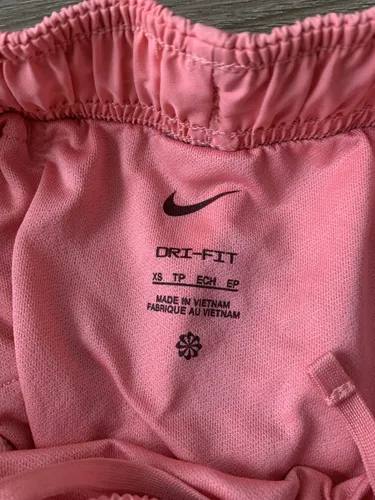 DRI-FIT
XS TP ECH EP
MADE IN VIETNAM
FABRIQUE AU VIETNAM